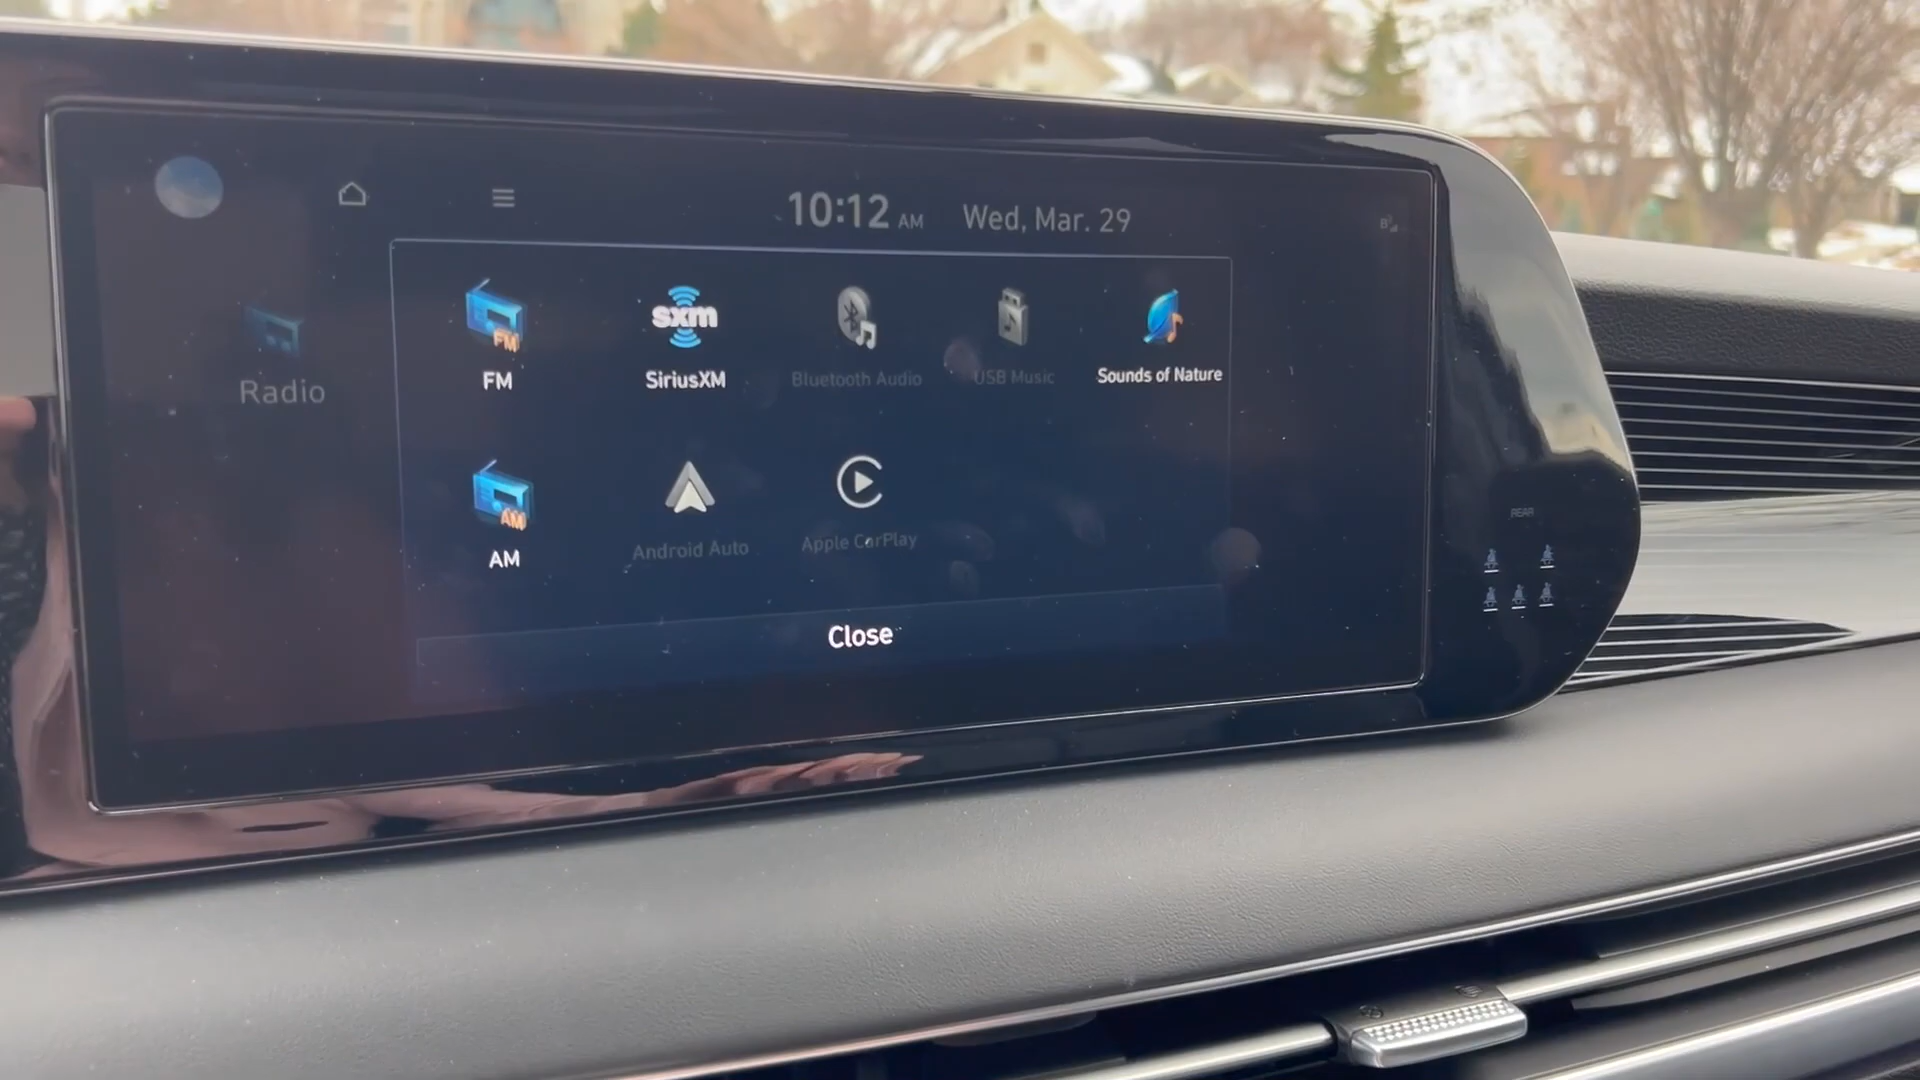 10:12 AM Wed, Mar. 29
Radio
FM
FM
sxm
SiriusXM
Bluetooth Audio
USB Music
Sounds of Nature
AM
AM
Android Auto
Apple CarPlay
Close
REAR